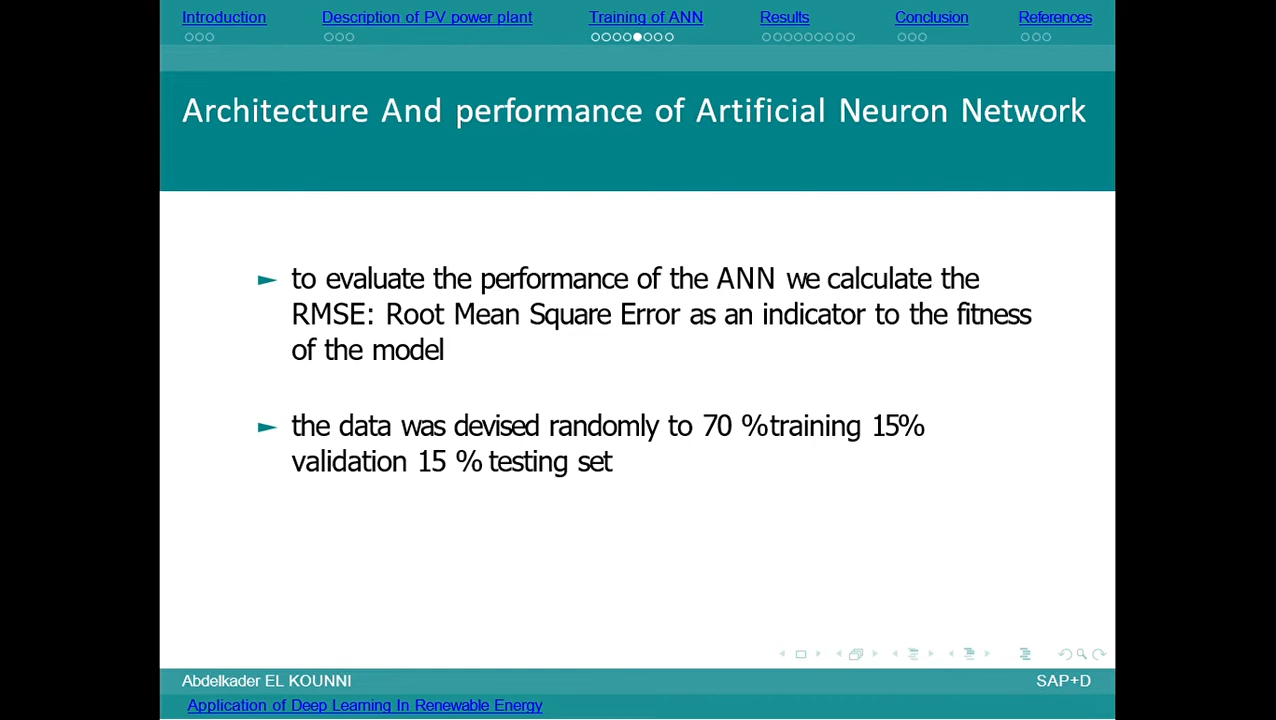 Introduction Description of PV power plant Training of ANN Results Conclusion References
Architecture And performance of Artificial Neuron Network
► to evaluate the performance of the ANN we calculate the
RMSE: Root Mean Square Error as an indicator to the fitness
of the model
► the data was devised randomly to 70 %training 15%
validation 15 % testing set
Abdelkader EL KOUNNI SAP+D
Application of Deep Learning In Renewable Energy